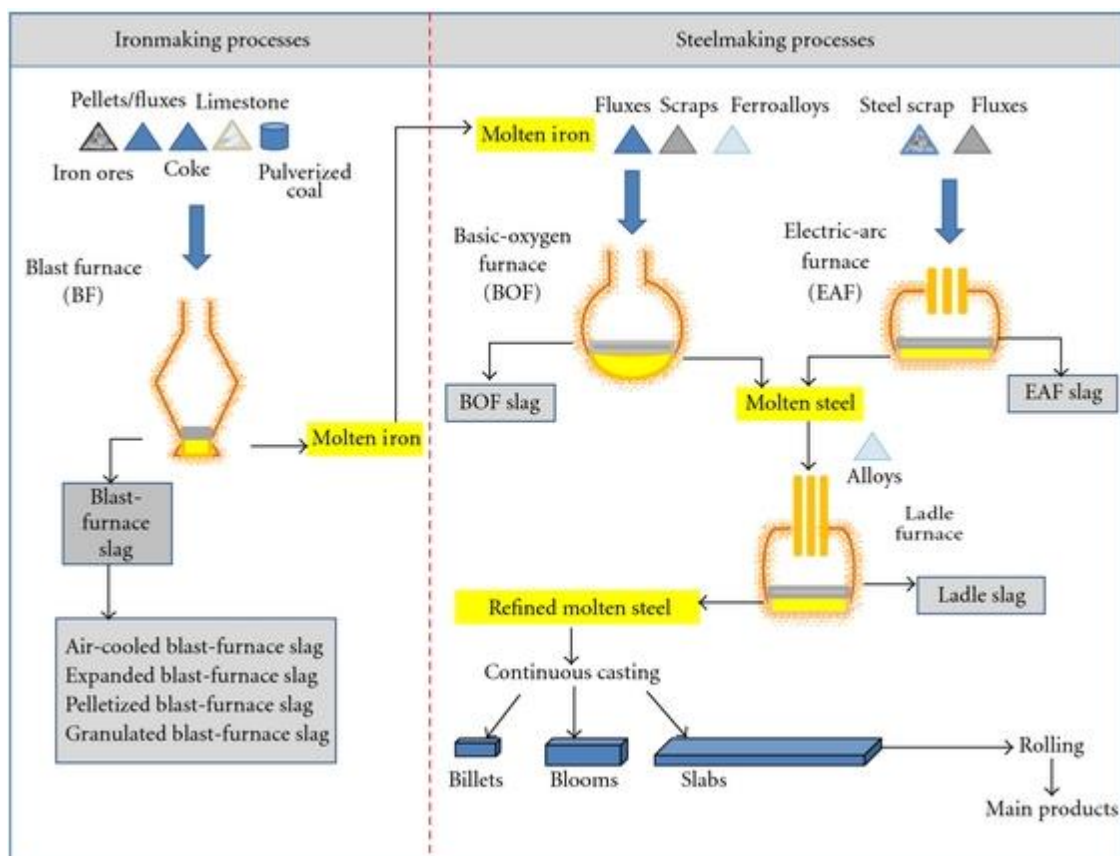 Ironmaking processes
Steelmaking processes
Pellets/fluxes
Limestone
Iron ores
Coke
Pulverized
coal
Blast furnace
(BF)
Molten iron
Blast-
furnace
slag
Air-cooled blast-furnace slag
Expanded blast-furnace slag
Pelletized blast-furnace slag
Granulated blast-furnace slag
Molten iron
Fluxes
Scraps
Ferroalloys
Steel scrap
Fluxes
Basic-oxygen
furnace
(BOF)
Electric-arc
furnace
(EAF)
BOF slag
Molten steel
EAF slag
Alloys
Ladle
furnace
Ladle slag
Refined molten steel
Continuous casting
Billets
Blooms
Slabs
Rolling
Main products